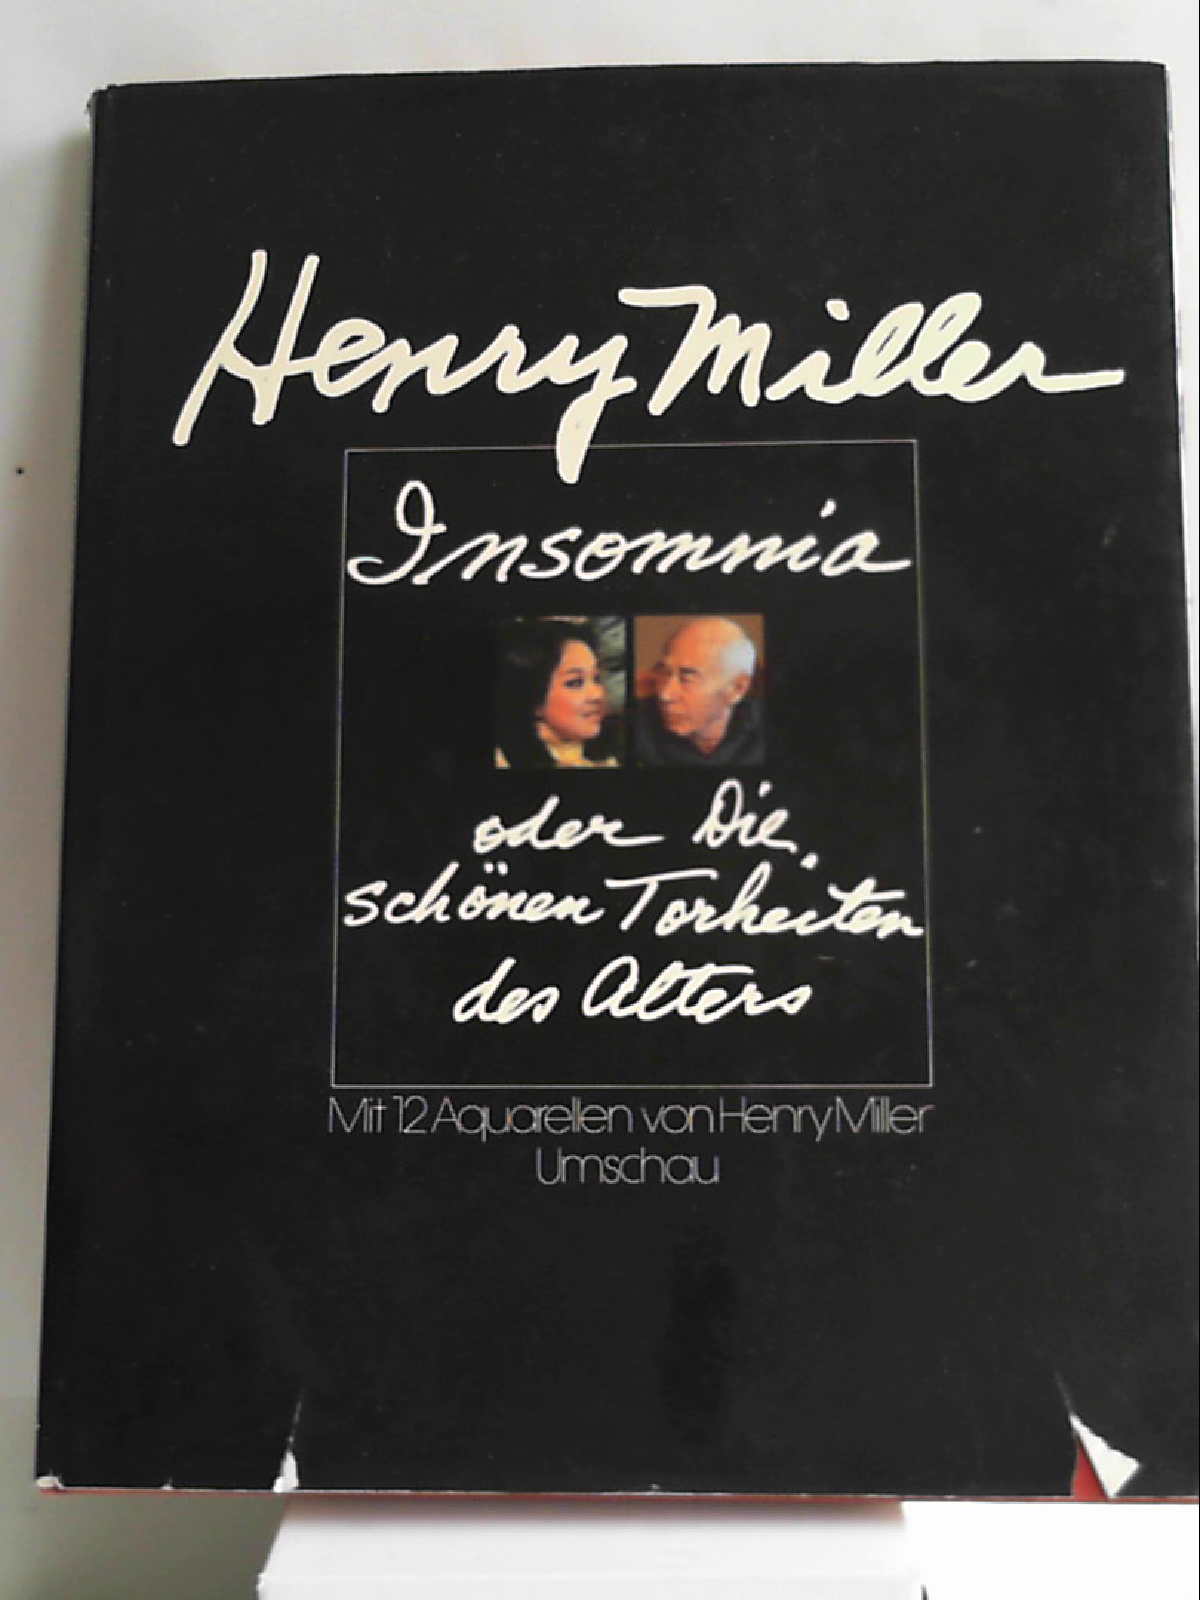 Henry Miller
Insomnia
oder Die
schönen Torheiten
des Alters
Mit 12 Aquarellen von Henry Miller
Umschau